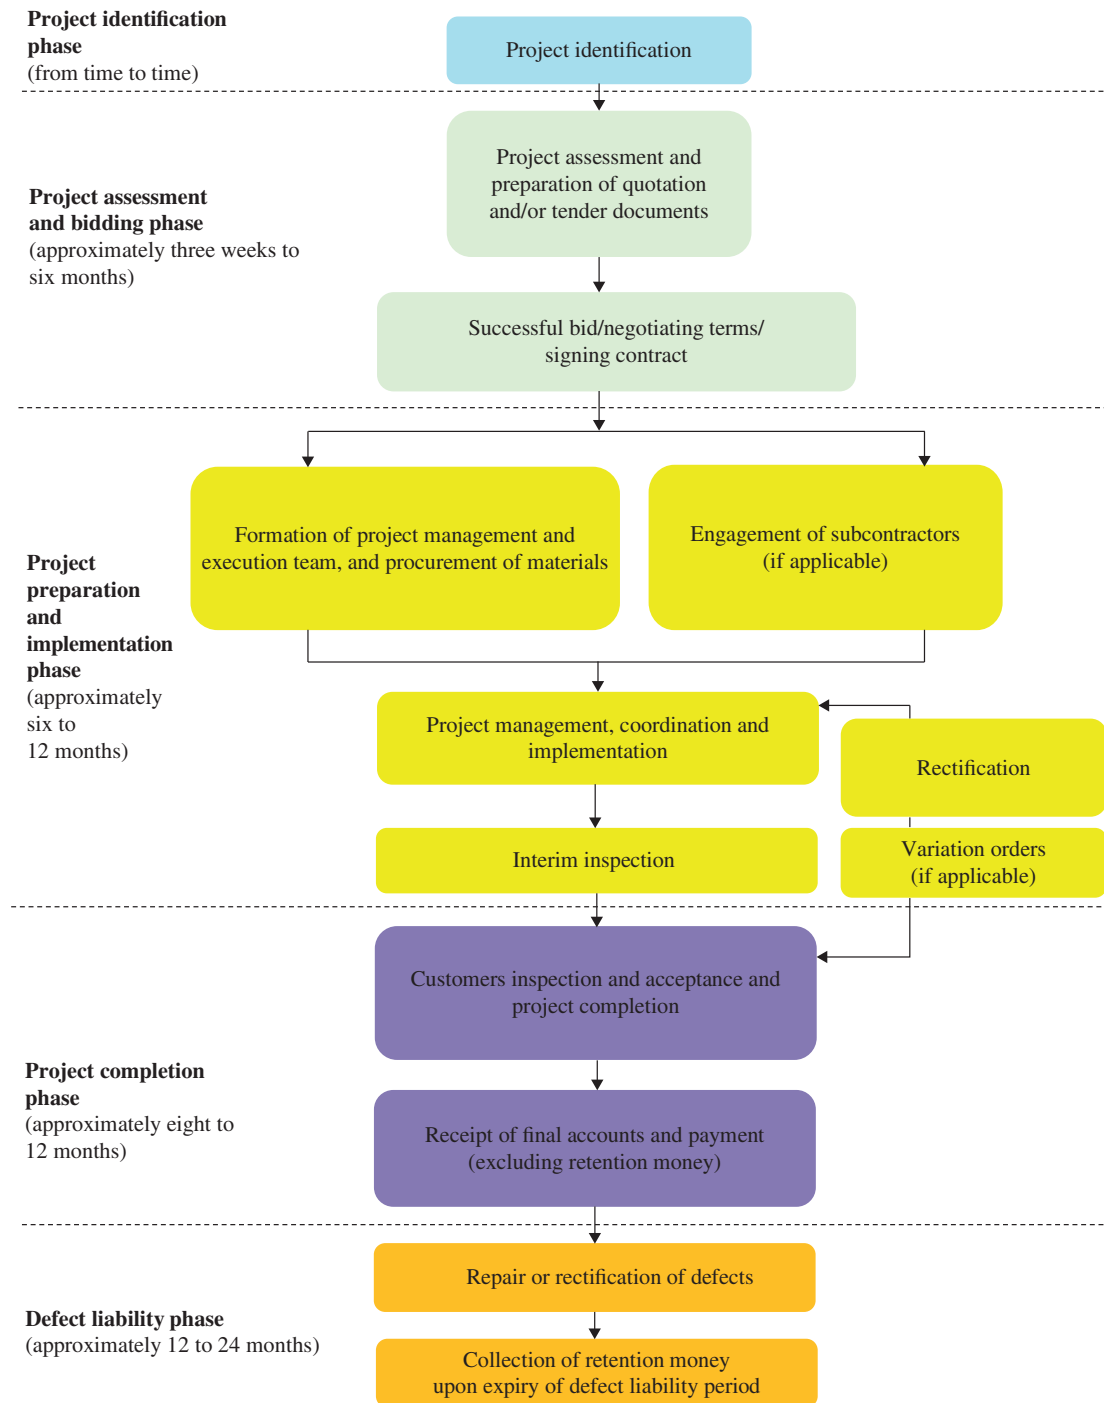 Project identification
phase
(from time to time)
Project identification
Project assessment
and bidding phase
(approximately three weeks to
six months)
Project assessment and
preparation of quotation
and/or tender documents
Successful bid/negotiating terms/
signing contract
Project
preparation
and
implementation
phase
(approximately
six to
12 months)
Formation of project management and
execution team, and procurement of materials
Engagement of subcontractors
(if applicable)
Project management, coordination and
implementation
Rectification
Interim inspection
Variation orders
(if applicable)
Project completion
phase
(approximately eight to
12 months)
Customers inspection and acceptance and
project completion
Receipt of final accounts and payment
(excluding retention money)
Defect liability phase
(approximately 12 to 24 months)
Repair or rectification of defects
Collection of retention money
upon expiry of defect liability period